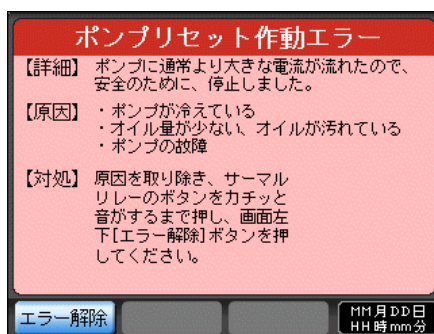 ポンプリセット作動エラー
【詳細】 ポンプに通常より大きな電流が流れたので、
安全のために、停止しました。
【原因】 ・ポンプが冷えている
・オイル量が少ない、オイルが汚れている
・ポンプの故障
【対処】 原因を取り除き、サーマル
リレーのボタンをカチッと
音がするまで押し、画面左
下[エラー解除]ボタンを押
してください。
エラー解除
MM月DD日
HH時mm分